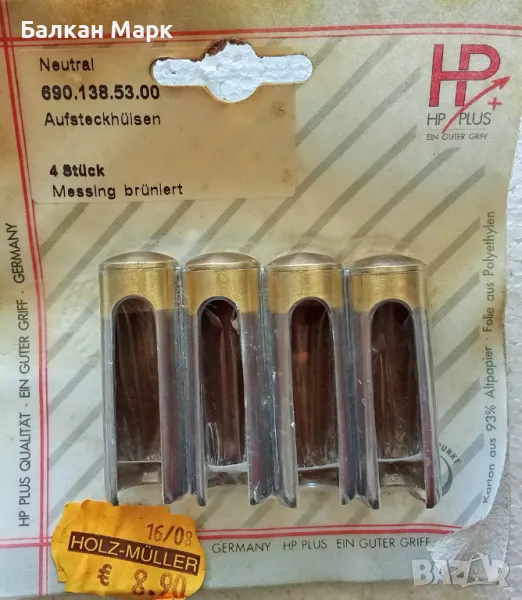 Балкан Марк
Neutral
690.138.53.00
Aufsteckhülsen
4 Stück
Messing brüniert
HP
HP PLUS +
EIN GUTER GRIFF
HP PLUS QUALITÄT - EIN GUTER GRIFF - GERMANY
Karton aus 93% Altpapier · Folie aus Polyethylen
16/08
HOLZ-MÜLLER
€ 8.90
GERMANY HP PLUS EIN GUTER GRIFF
BAZAR